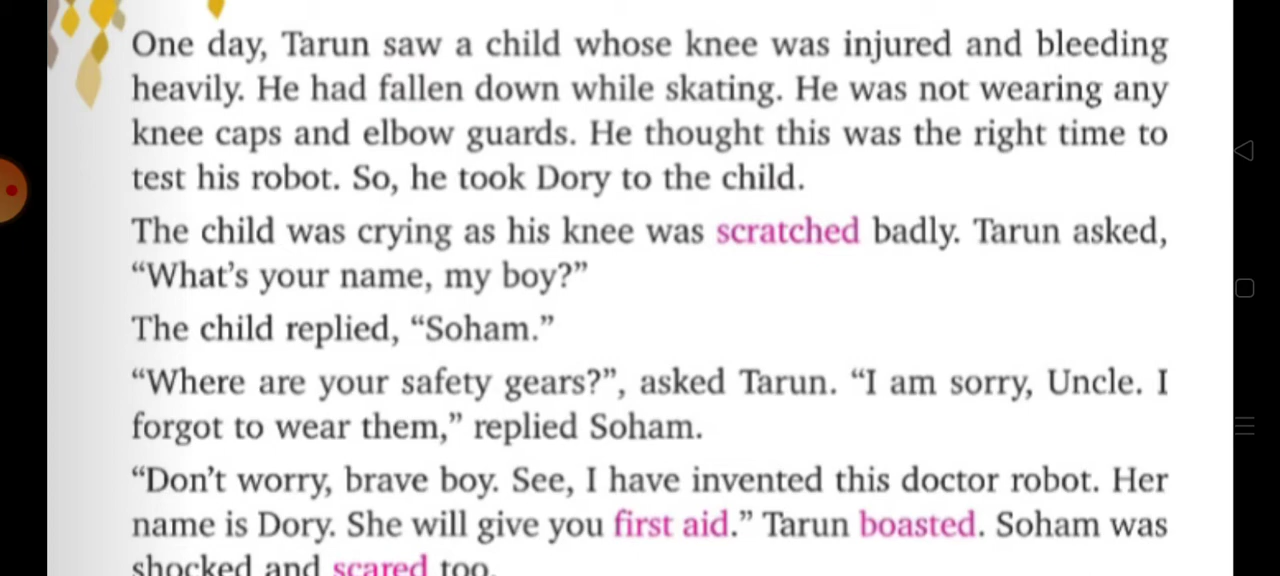 One day, Tarun saw a child whose knee was injured and bleeding
heavily. He had fallen down while skating. He was not wearing any
knee caps and elbow guards. He thought this was the right time to
test his robot. So, he took Dory to the child.
The child was crying as his knee was scratched badly. Tarun asked,
“What’s your name, my boy?”
The child replied, “Soham.”
“Where are your safety gears?”, asked Tarun. “I am sorry, Uncle. I
forgot to wear them,” replied Soham.
“Don’t worry, brave boy. See, I have invented this doctor robot. Her
name is Dory. She will give you first aid.” Tarun boasted. Soham was
shocked and scared too.